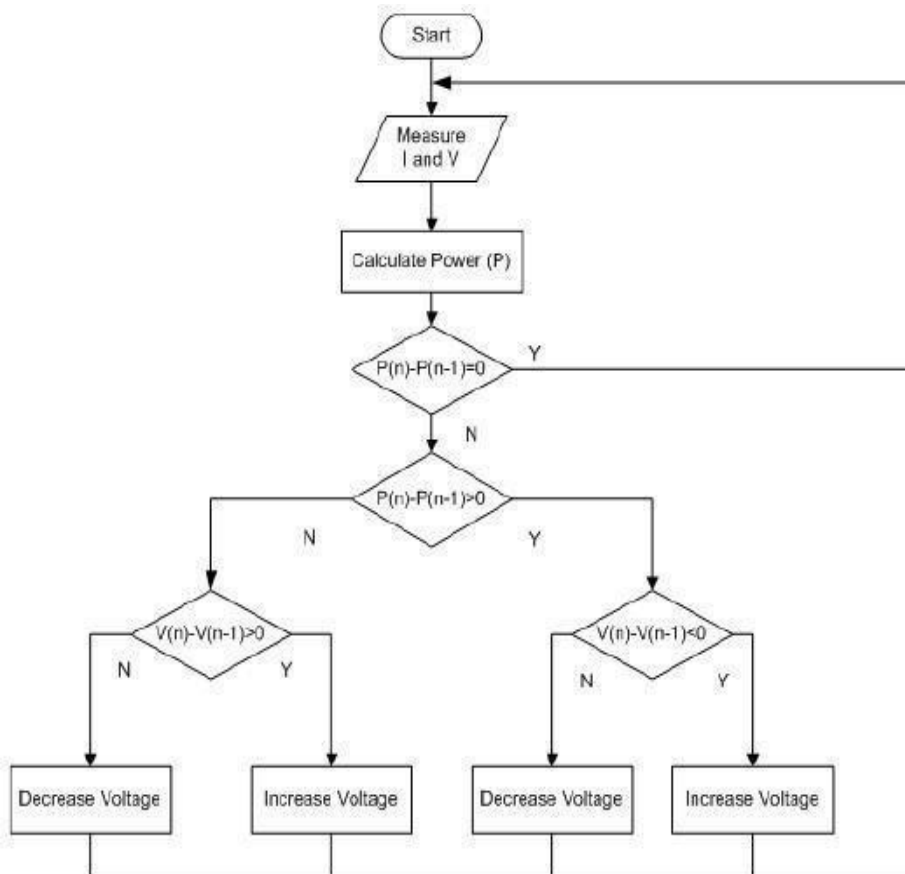 Start
Measure
I and V
Calculate Power (P)
P(n)-P(n-1)=0
Y
N
P(n)-P(n-1)>0
N
Y
V(n)-V(n-1)>0
V(n)-V(n-1)<0
N
Y
N
Y
Decrease Voltage
Increase Voltage
Decrease Voltage
Increase Voltage